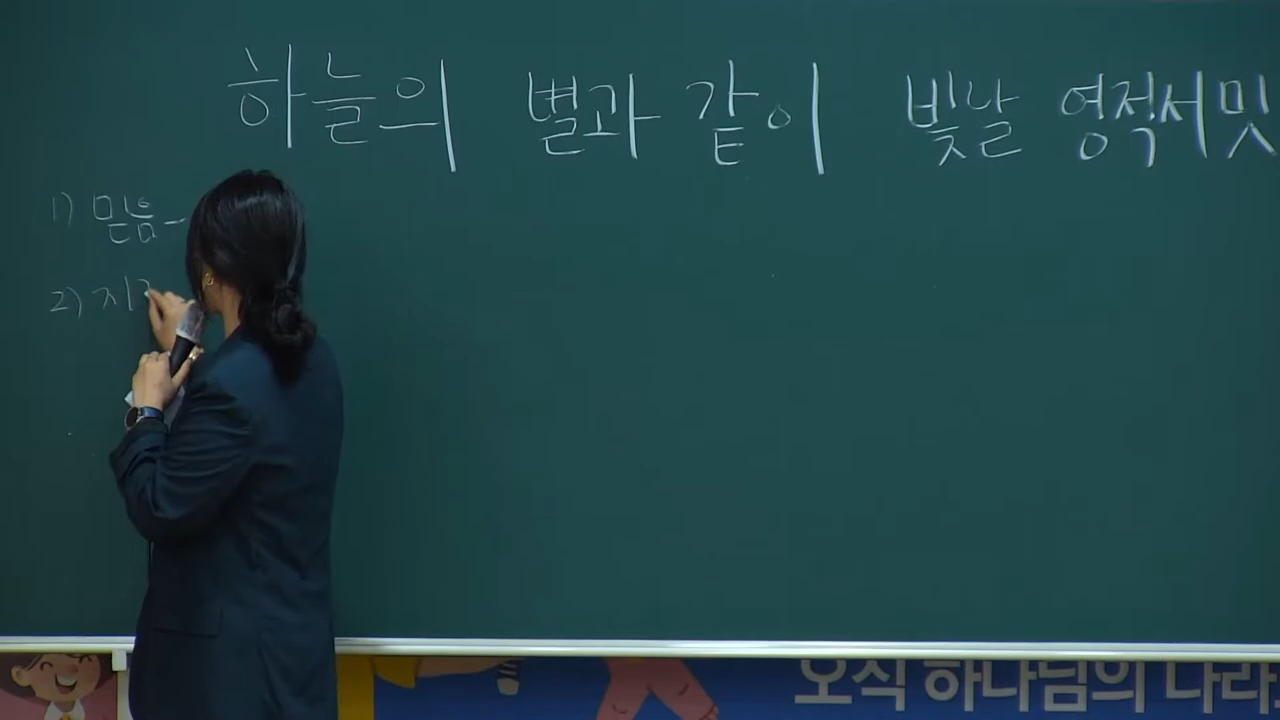 하늘의 별과 같이 빛날 영적서밋
1) 믿음-
2)
오직 하나님의 나라